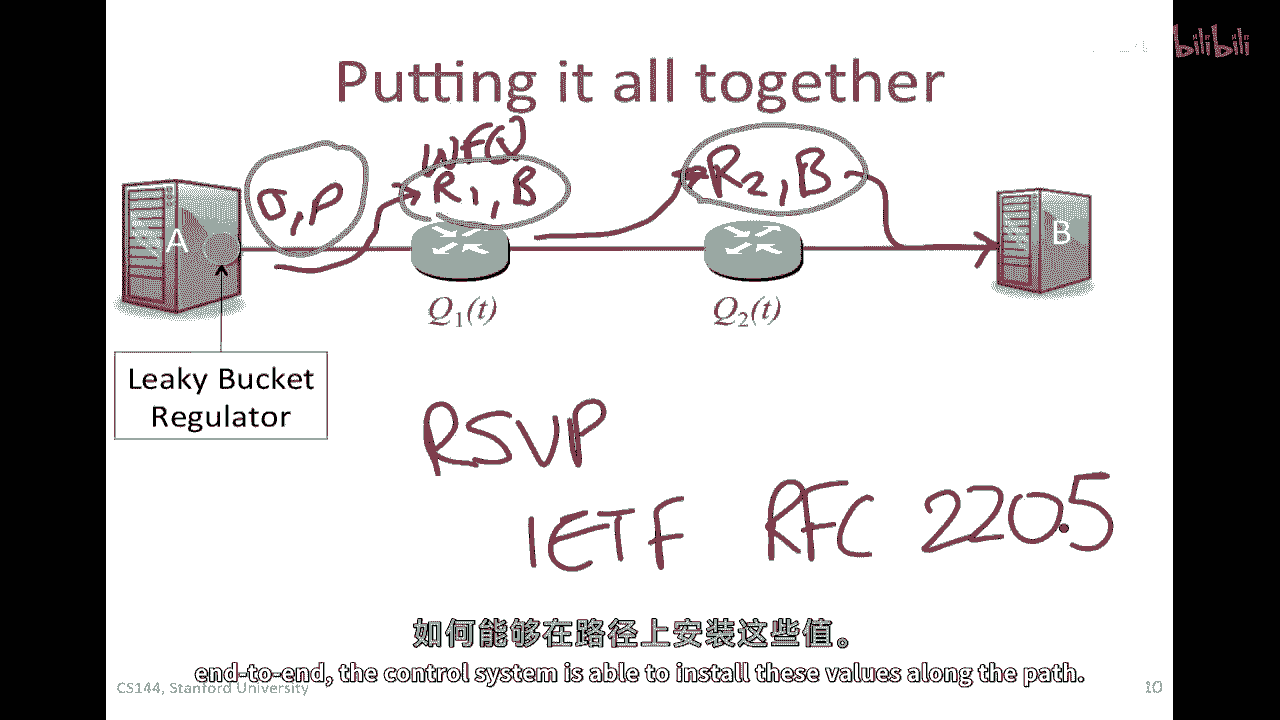 bilibili
Putting it all together
WFQ
σ, ρ
R1, B
R2, B
A
B
Q1(t)
Q2(t)
Leaky Bucket
Regulator
RSVP
IETF RFC 2205
如何能够在路径上安装这些值。
end-to-end, the control system is able to install these values along the path.
CS144, Stanford University
10